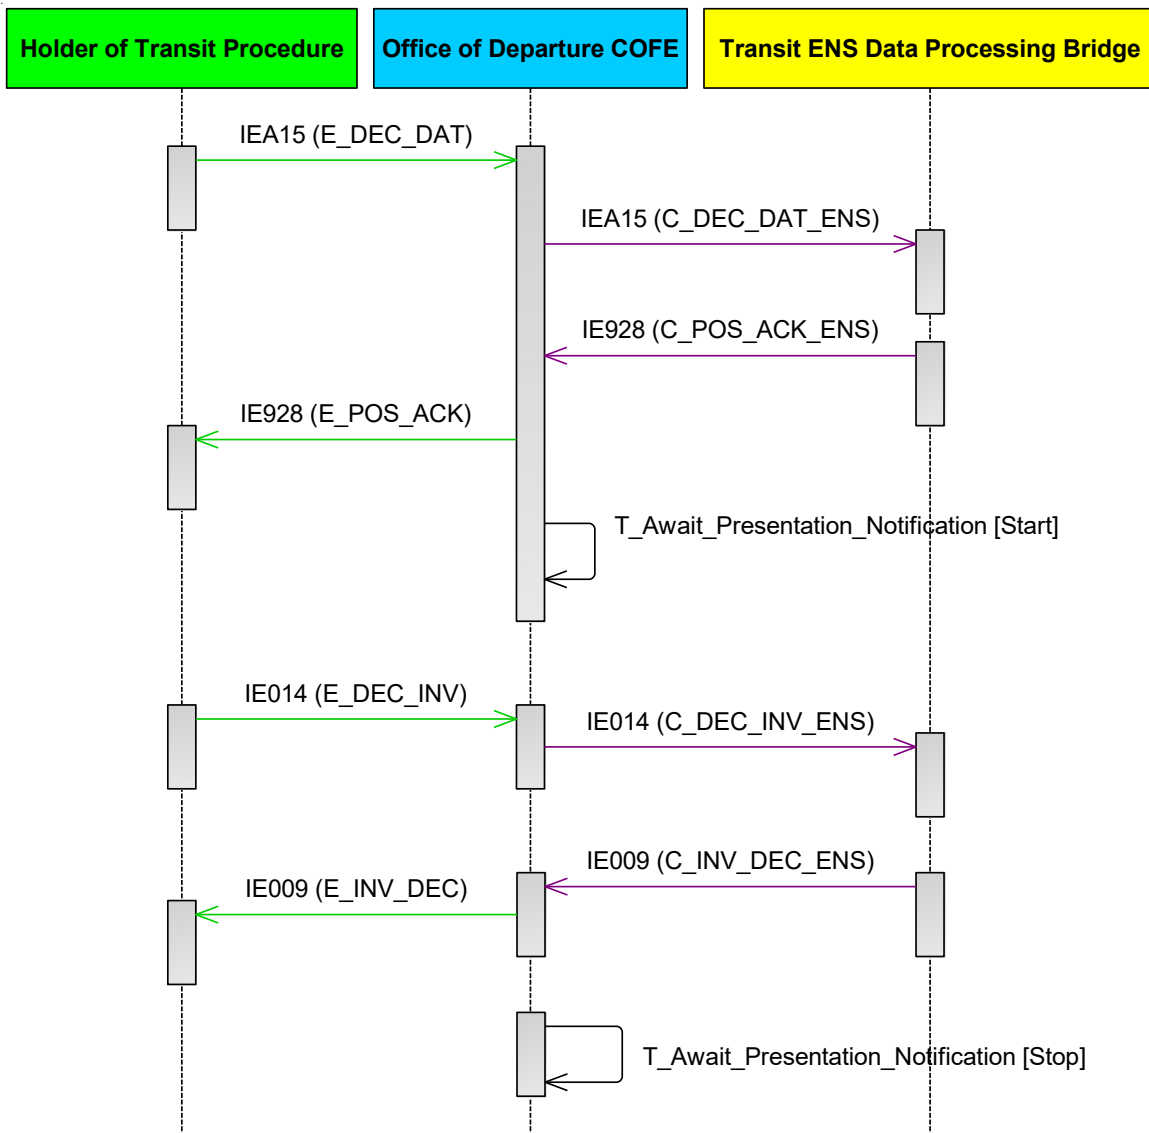 Holder of Transit Procedure
Office of Departure COFE
Transit ENS Data Processing Bridge
IEA15 (E_DEC_DAT)
IEA15 (C_DEC_DAT_ENS)
IE928 (C_POS_ACK_ENS)
IE928 (E_POS_ACK)
T_Await_Presentation_Notification [Start]
IE014 (E_DEC_INV)
IE014 (C_DEC_INV_ENS)
IE009 (C_INV_DEC_ENS)
IE009 (E_INV_DEC)
T_Await_Presentation_Notification [Stop]